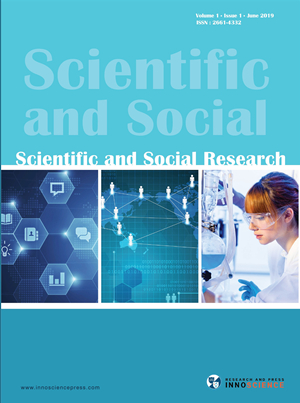 Volume 1 · Issue 1 · June 2019
ISSN : 2661-4332
Scientific
and Social
Scientific and Social Research
RESEARCH AND PRESS
INNOSCIENCE
www.innosciencepress.com